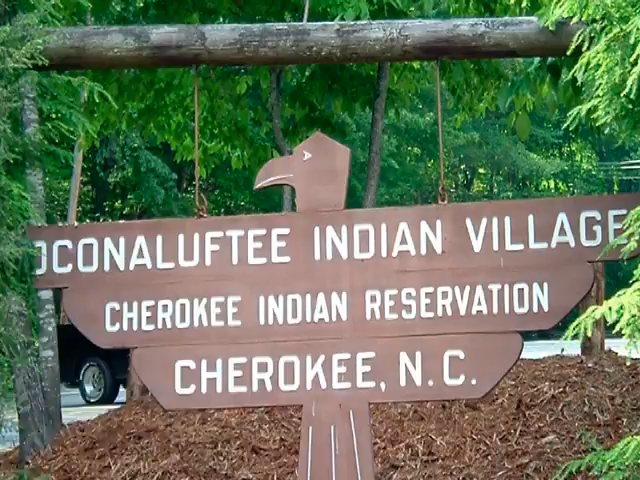 OCONALUFTEE INDIAN VILLAGE
CHEROKEE INDIAN RESERVATION
CHEROKEE, N.C.